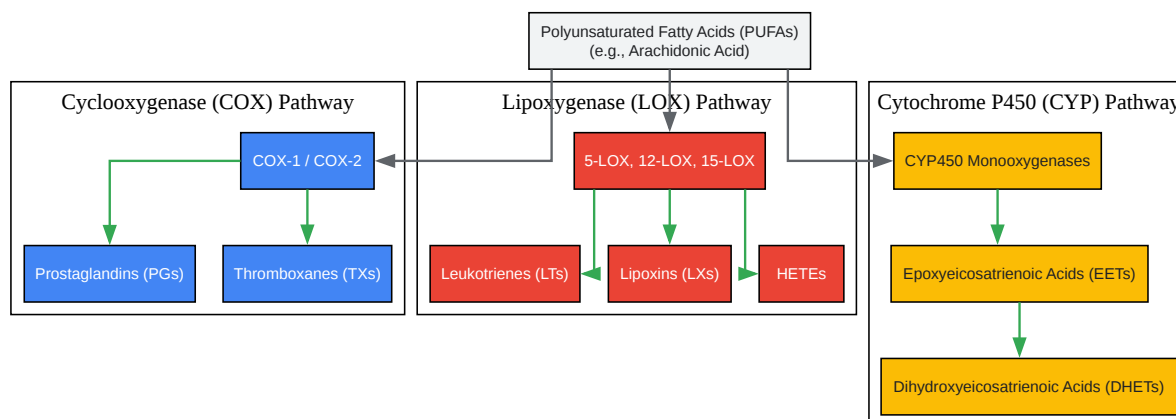 Polyunsaturated Fatty Acids (PUFAs)
(e.g., Arachidonic Acid)
Cyclooxygenase (COX) Pathway
Lipoxygenase (LOX) Pathway
Cytochrome P450 (CYP) Pathway
COX-1 / COX-2
5-LOX, 12-LOX, 15-LOX
CYP450 Monooxygenases
Prostaglandins (PGs)
Thromboxanes (TXs)
Leukotrienes (LTs)
Lipoxins (LXs)
HETEs
Epoxyeicosatrienoic Acids (EETs)
Dihydroxyeicosatrienoic Acids (DHETs)